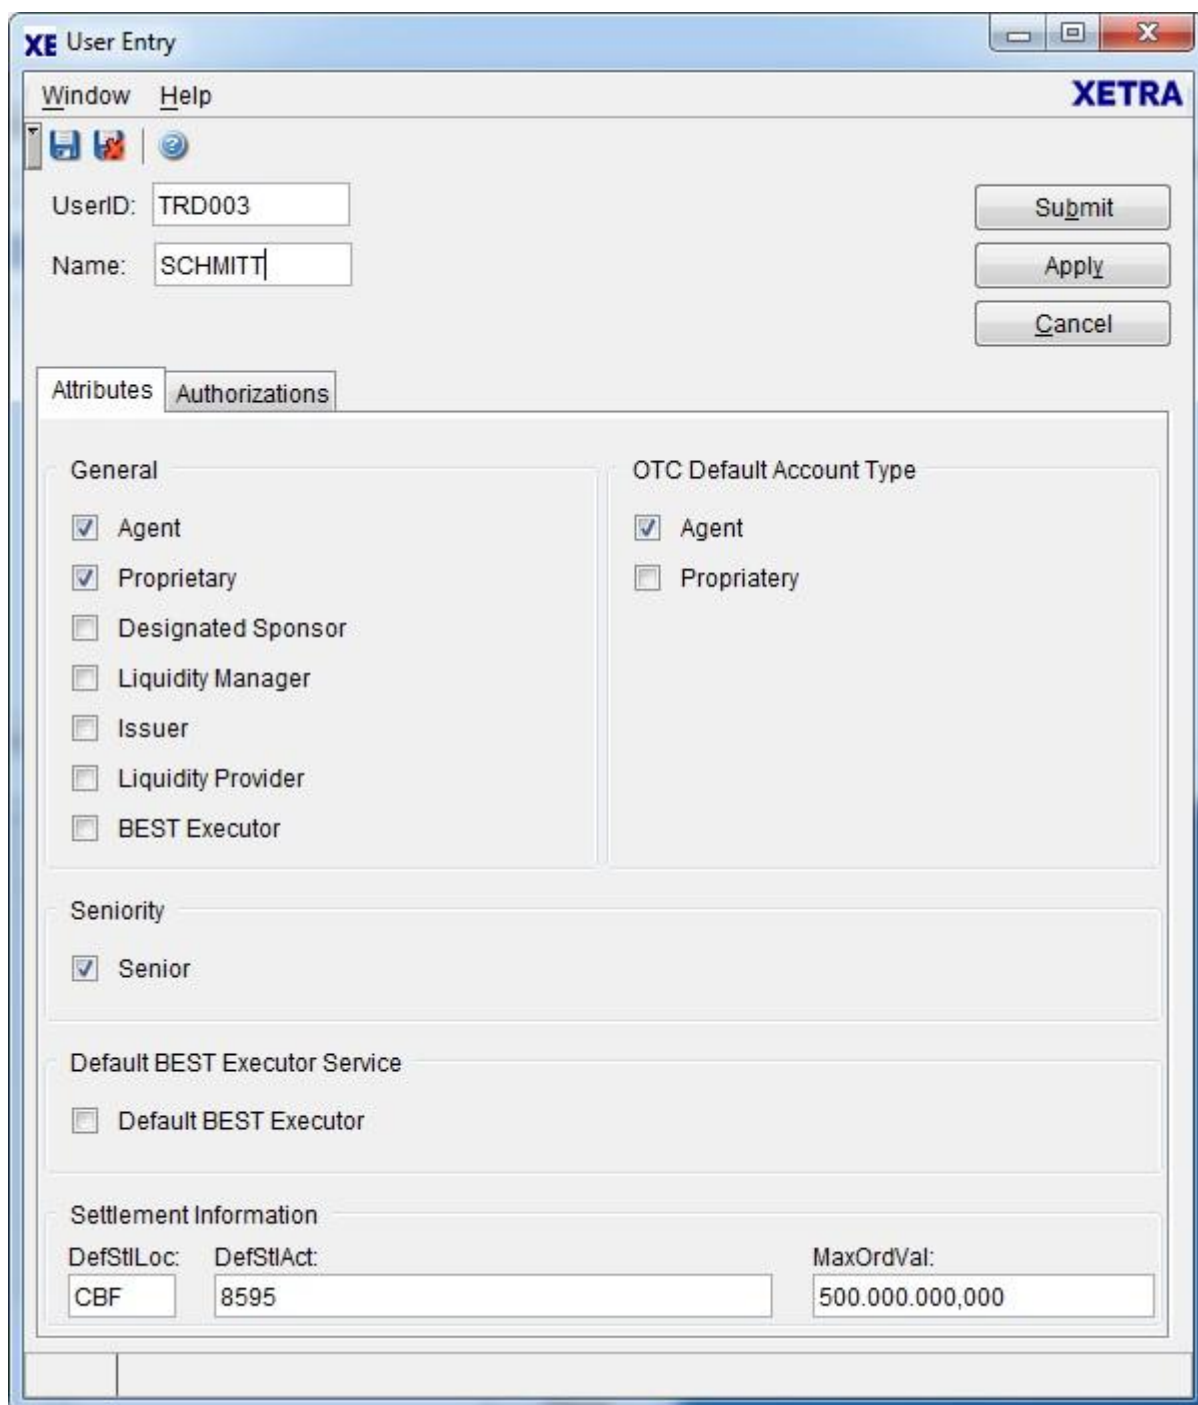 XE User Entry
Window Help XETRA
UserID: TRD003
Submit
Name: SCHMITT
Apply
Cancel
Attributes Authorizations
General
Agent
Proprietary
Designated Sponsor
Liquidity Manager
Issuer
Liquidity Provider
BEST Executor
OTC Default Account Type
Agent
Propriatery
Seniority
Senior
Default BEST Executor Service
Default BEST Executor
Settlement Information
DefStlLoc: DefStlAct: MaxOrdVal:
CBF 8595 500.000.000,000